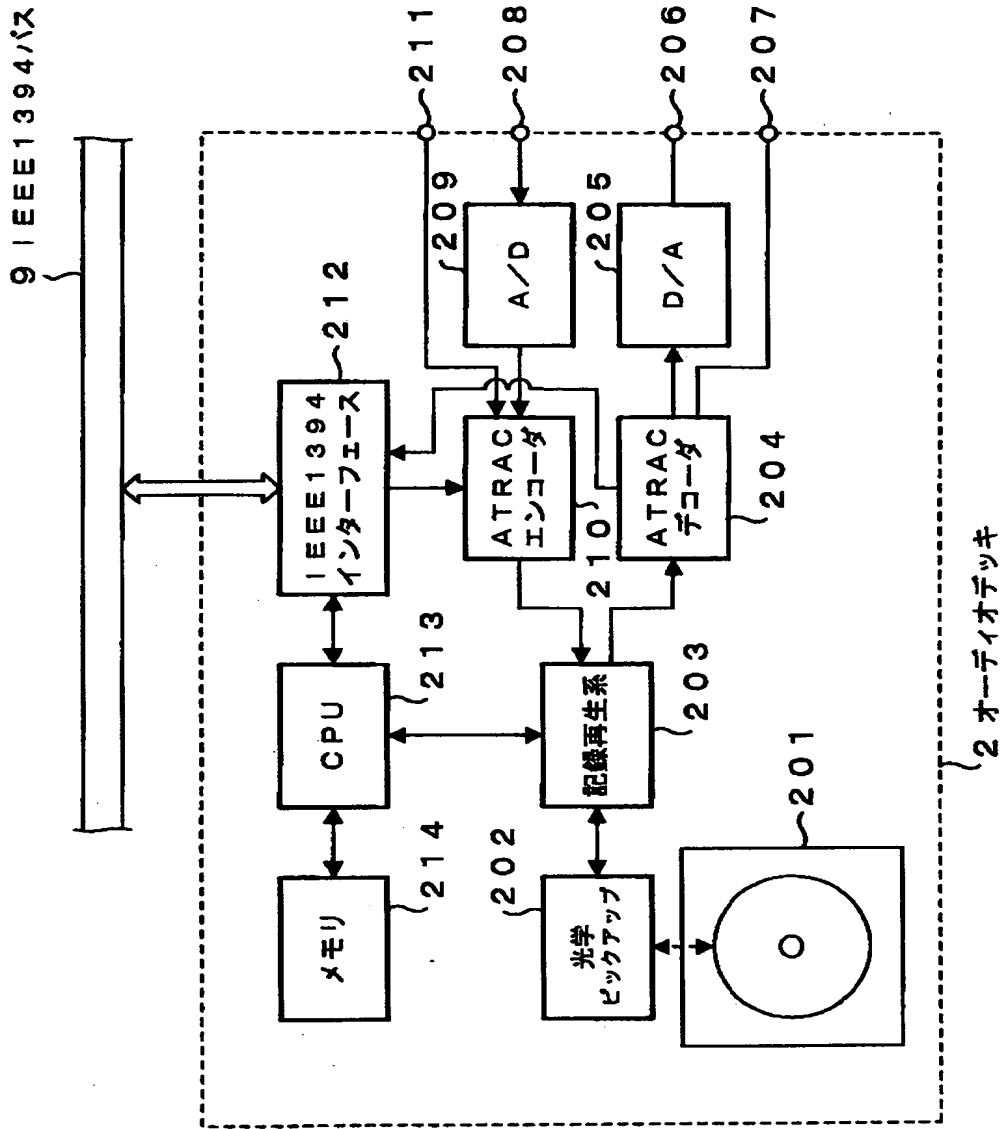 9 IEEE1394バス
IEEE1394
インターフェース
212
CPU
213
メモリ
214
211
208
206
207
A/D
209
D/A
205
ATRAC
エンコーダ
210
ATRAC
デコーダ
204
記録再生系
203
光学
ピックアップ
202
201
2 オーディオデッキ